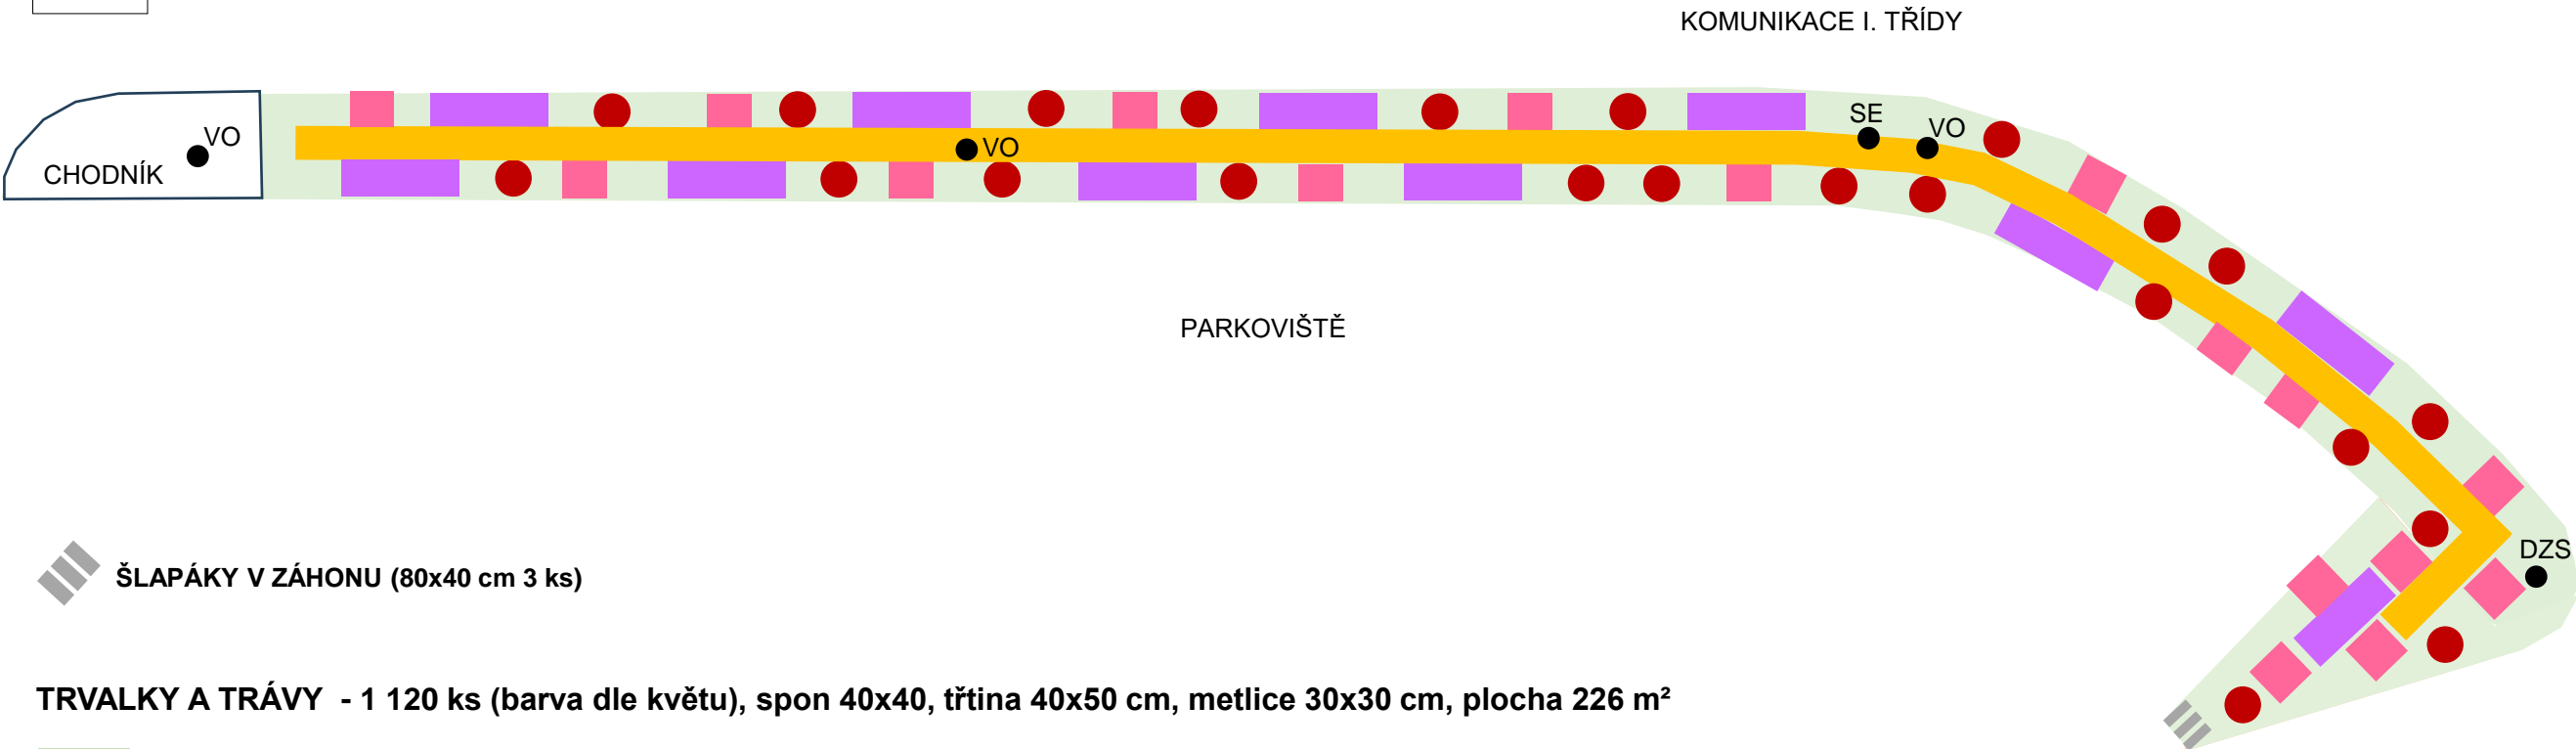 KOMUNIKACE I. TŘÍDY
VO
CHODNÍK
VO
SE
VO
PARKOVIŠTĚ
DZS
ŠLAPÁKY V ZÁHONU (80x40 cm 3 ks)
TRVALKY A TRÁVY - 1 120 ks (barva dle květu), spon 40x40, třtina 40x50 cm, metlice 30x30 cm, plocha 226 m²